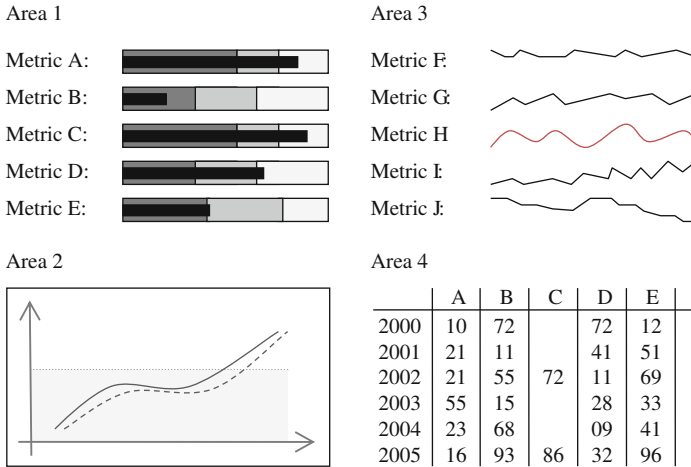 Area 1
Metric A:
Metric B:
Metric C:
Metric D:
Metric E:
Area 3
Metric F:
Metric G:
Metric H
Metric I:
Metric J:
Area 2
Area 4
A B C D E
2000 10 72 72 12
2001 21 11 41 51
2002 21 55 72 11 69
2003 55 15 28 33
2004 23 68 09 41
2005 16 93 86 32 96